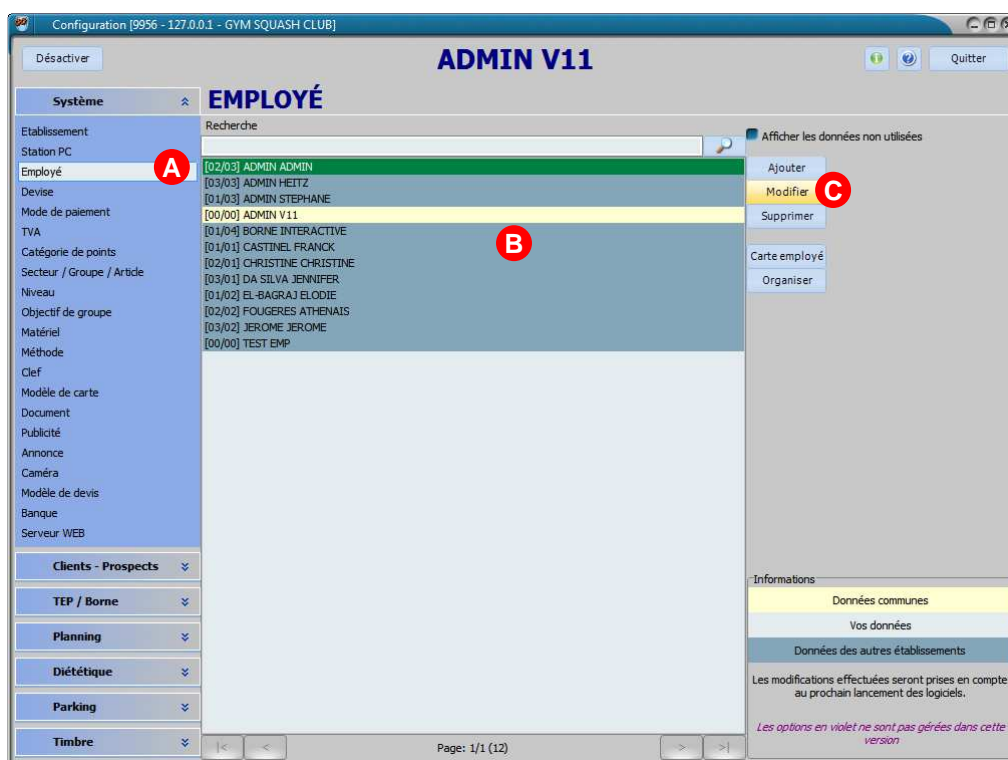 Configuration [9956 - 127.0.0.1 - GYM SQUASH CLUB]
Désactiver
ADMIN V11
Quitter
Système
EMPLOYÉ
Etablissement
Station PC
Employé
Devise
Mode de paiement
TVA
Catégorie de points
Secteur / Groupe / Article
Niveau
Objectif de groupe
Matériel
Méthode
Clef
Modèle de carte
Document
Publicité
Annonce
Caméra
Modèle de devis
Banque
Serveur WEB
Clients - Prospects
TEP / Borne
Planning
Diététique
Parking
Timbre
A
Recherche
[02/03] ADMIN ADMIN
[03/03] ADMIN HEITZ
[01/03] ADMIN STEPHANE
[00/00] ADMIN V11
[01/04] BORNE INTERACTIVE
[01/01] CASTINEL FRANCK
[02/01] CHRISTINE CHRISTINE
[03/01] DA SILVA JENNIFER
[01/02] EL-BAGRAJ ELODIE
[02/02] FOUGERES ATHENAIS
[03/02] JEROME JEROME
[00/00] TEST EMP
B
|< < Page: 1/1 (12) > >|
Afficher les données non utilisées
Ajouter
Modifier
C
Supprimer
Carte employé
Organiser
Informations
Données communes
Vos données
Données des autres établissements
Les modifications effectuées seront prises en compte
au prochain lancement des logiciels.
Les options en violet ne sont pas gérées dans cette
version